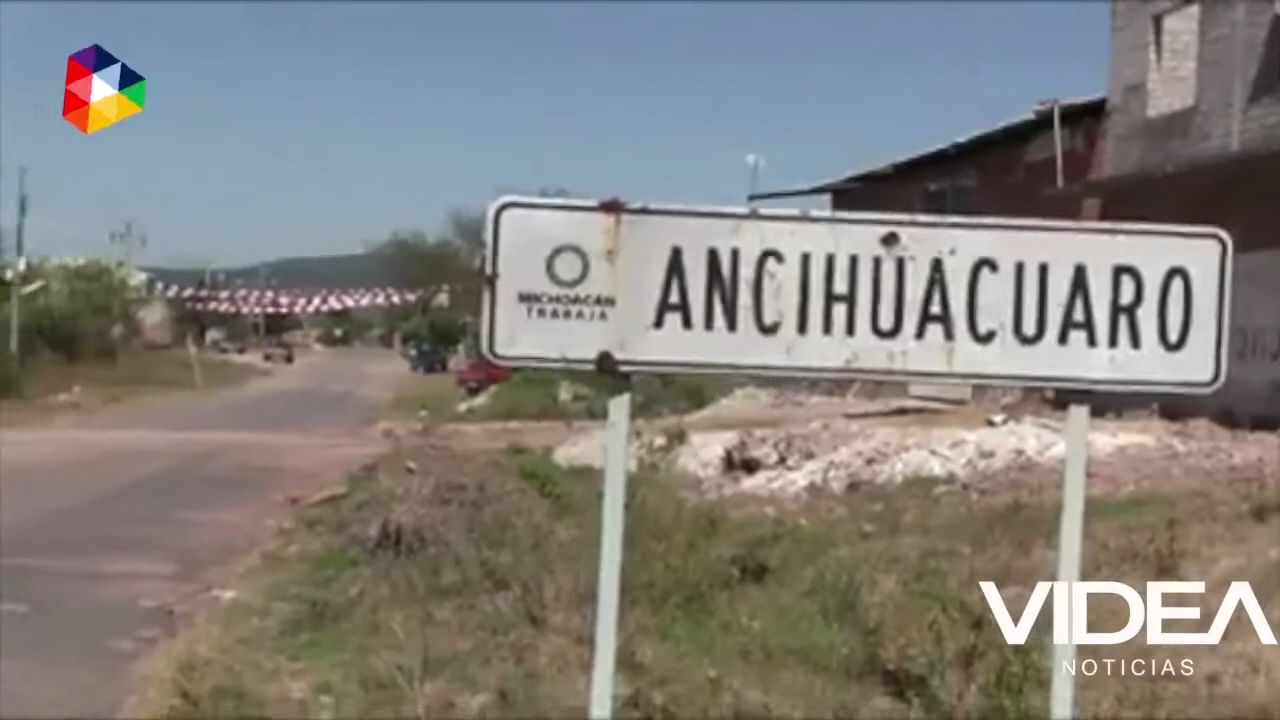 MICHOACÁN
TRABAJA
ANCIHUACUARO
VIDEA
NOTICIAS